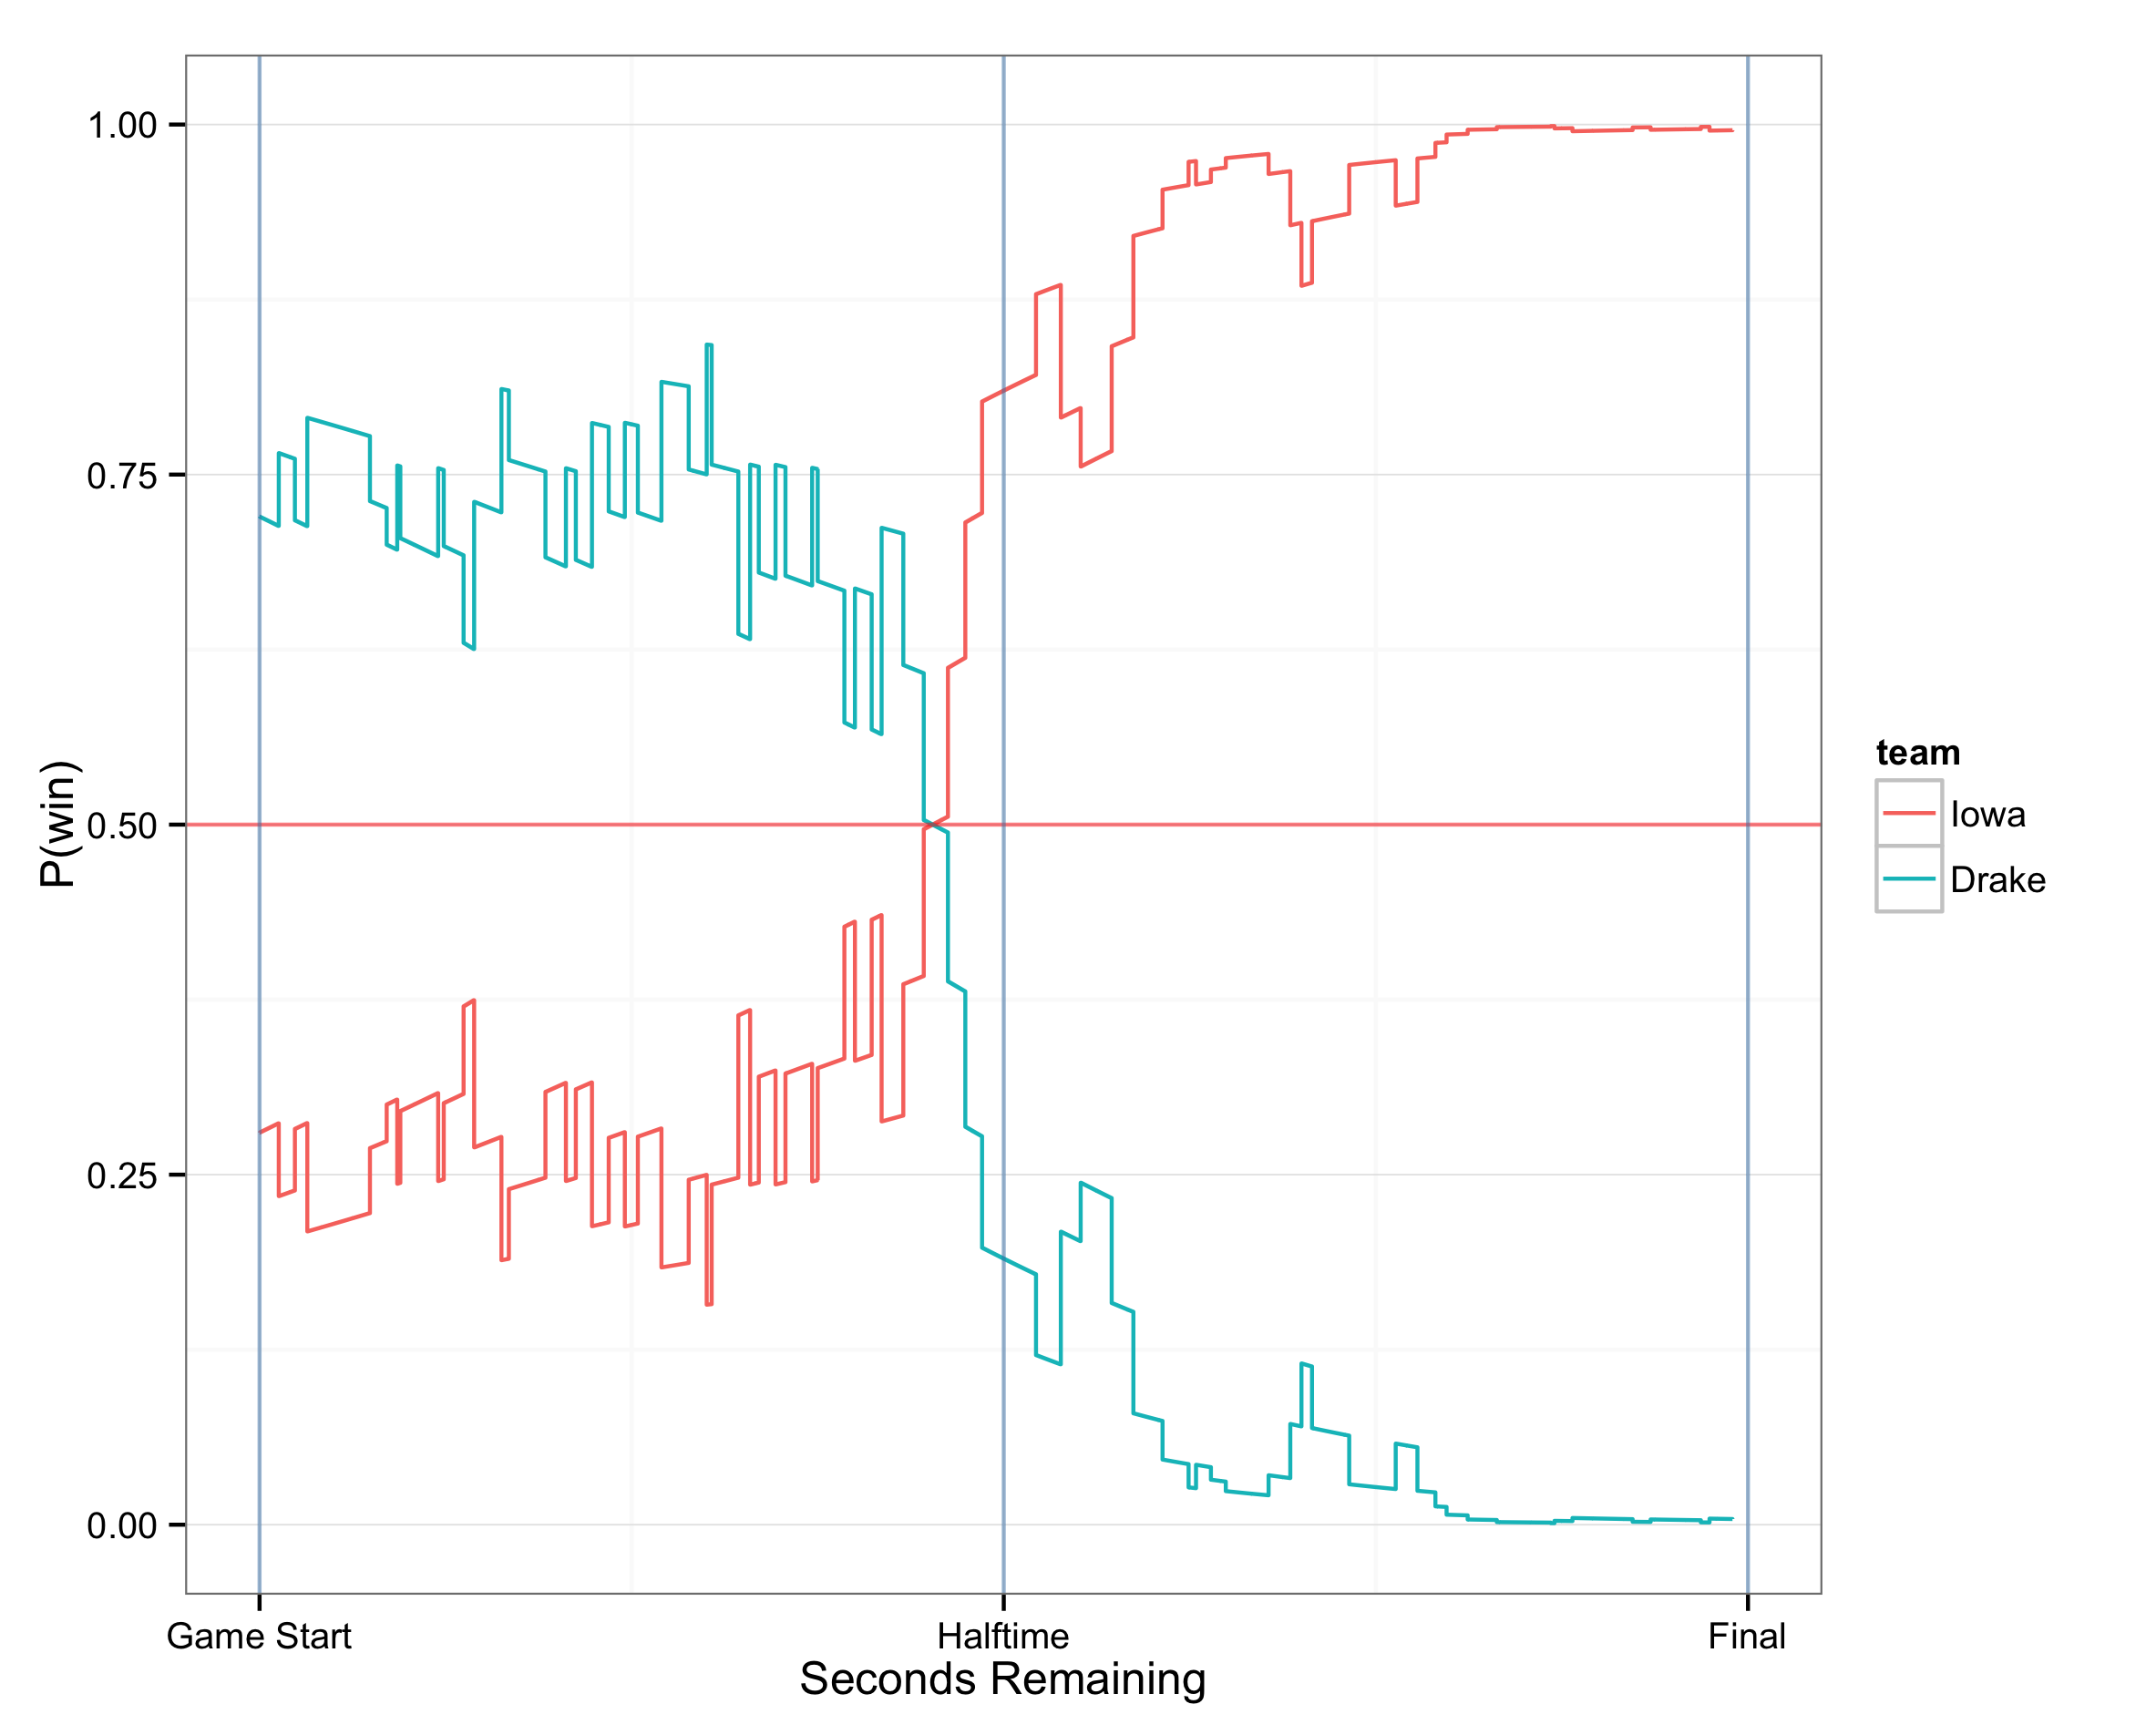 1.00
0.75
0.50
0.25
0.00
P(win)
Game Start
Halftime
Final
Seconds Remaining
team
Iowa
Drake